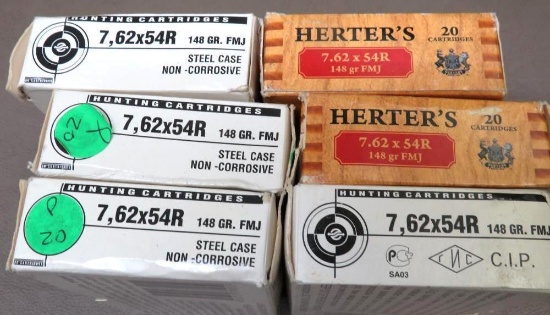 7,62x54R
148 GR. FMJ
STEEL CASE
NON-CORROSIVE
HERTER'S
20
CARTRIDGES
7.62 x 54R
148 gr FMJ
HUNTING CARTRIDGES
7,62x54R 148 GR. FMJ
STEEL CASE
NON-CORROSIVE
HERTER'S
20
CARTRIDGES
7.62 x 54R
148 gr FMJ
HUNTING CARTRIDGES
P
20
7,62x54R 148 GR. FMJ
STEEL CASE
NON-CORROSIVE
HUNTING CARTRIDGES
7,62x54R 148 GR. FMJ
SA03
C.I.P.